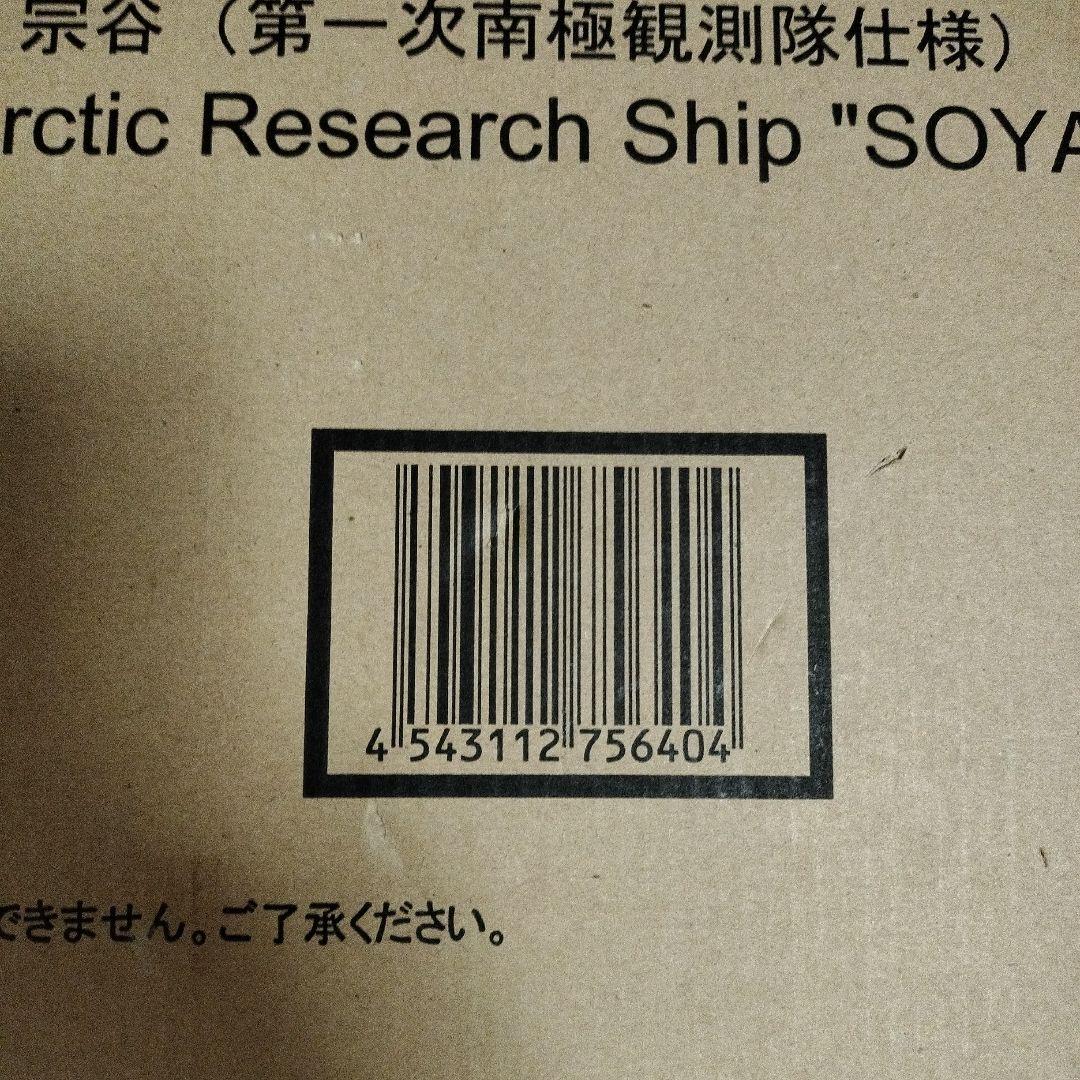 宗谷 （第一次南極観測隊仕様）
rctic Research Ship "SOYA
4 543112 756404
できません。ご了承ください。